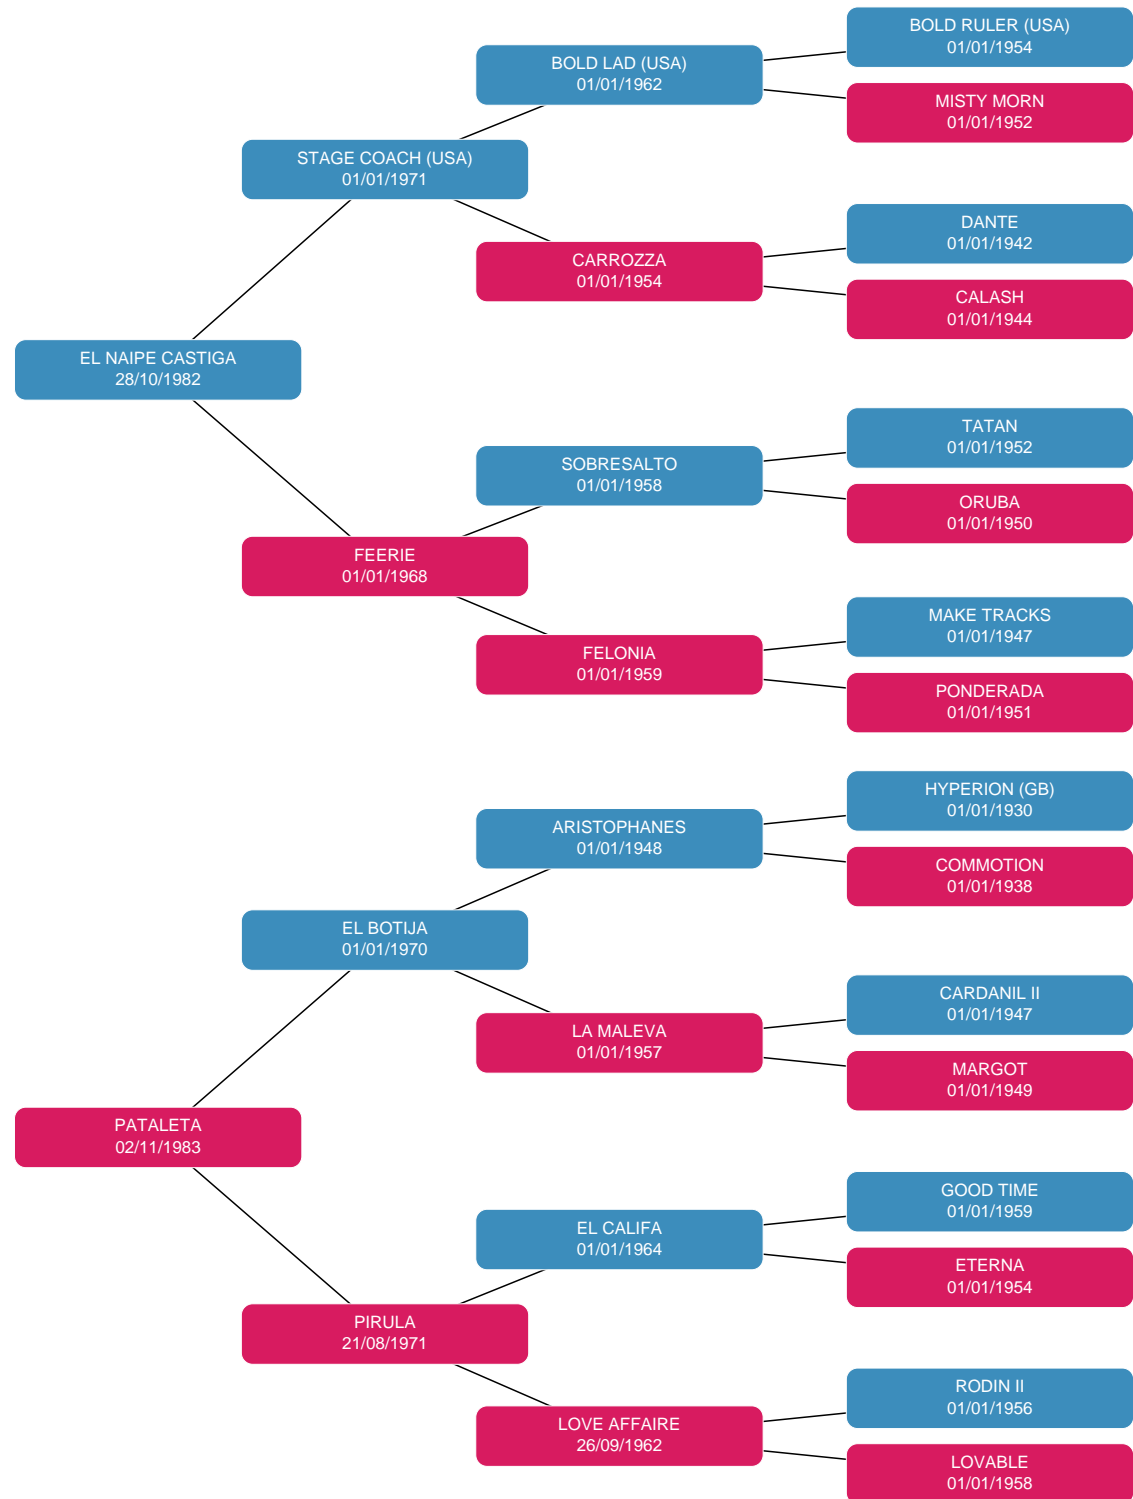 BOLD RULER (USA)
01/01/1954
BOLD LAD (USA)
01/01/1962
MISTY MORN
01/01/1952
STAGE COACH (USA)
01/01/1971
DANTE
01/01/1942
CARROZZA
01/01/1954
CALASH
01/01/1944
EL NAIPE CASTIGA
28/10/1982
TATAN
01/01/1952
SOBRESALTO
01/01/1958
ORUBA
01/01/1950
FEERIE
01/01/1968
MAKE TRACKS
01/01/1947
FELONIA
01/01/1959
PONDERADA
01/01/1951
HYPERION (GB)
01/01/1930
ARISTOPHANES
01/01/1948
COMMOTION
01/01/1938
EL BOTIJA
01/01/1970
CARDANIL II
01/01/1947
LA MALEVA
01/01/1957
MARGOT
01/01/1949
PATALETA
02/11/1983
GOOD TIME
01/01/1959
EL CALIFA
01/01/1964
ETERNA
01/01/1954
PIRULA
21/08/1971
RODIN II
01/01/1956
LOVE AFFAIRE
26/09/1962
LOVABLE
01/01/1958